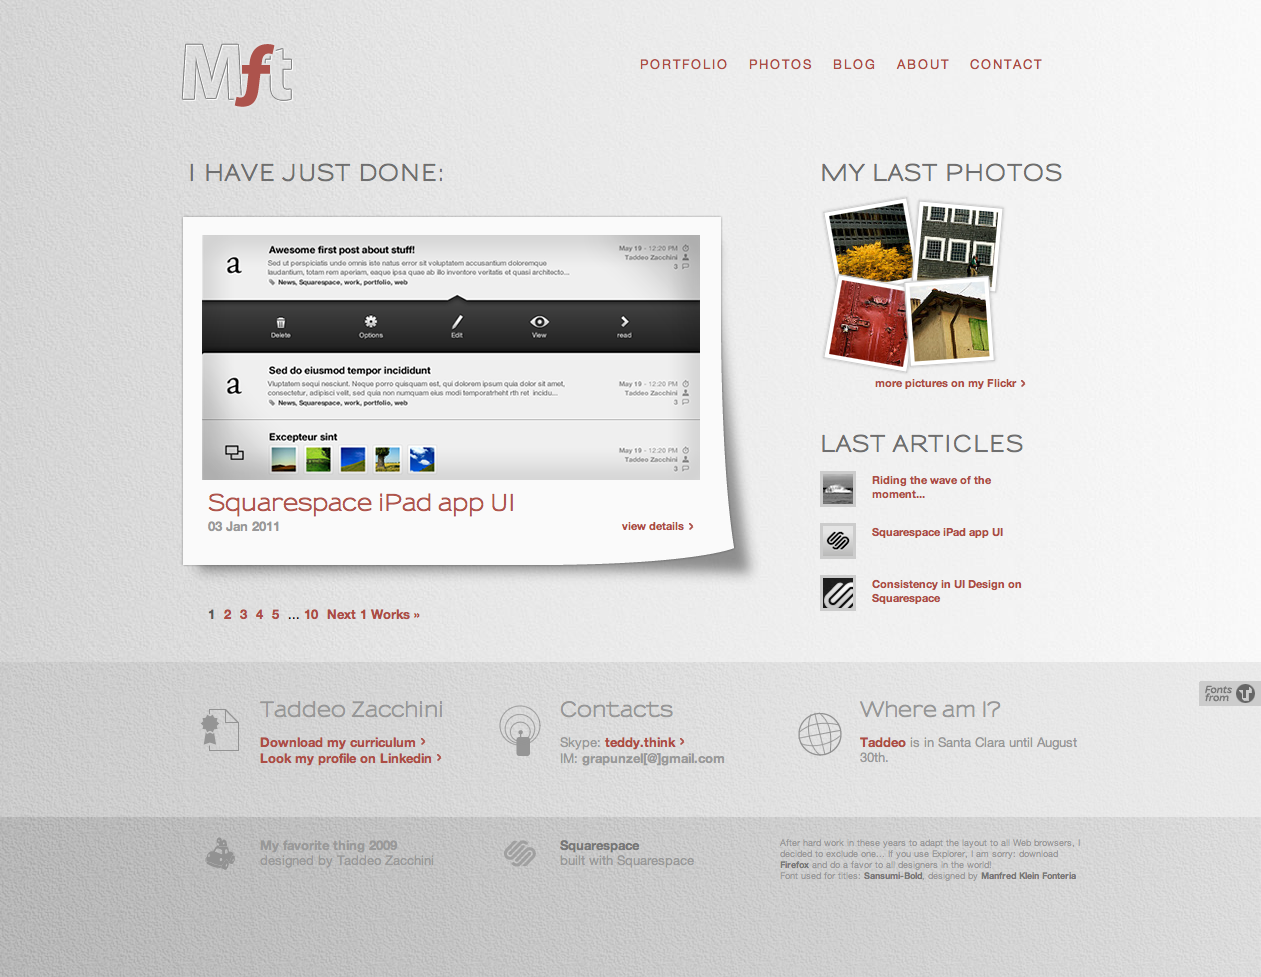 Mft
PORTFOLIO PHOTOS BLOG ABOUT CONTACT
I HAVE JUST DONE:
Awesome first post about stuff!
May 19 - 12:20 PM
Sed ut perspiciatis unde omnis iste natus error sit voluptatem accusantium doloremque
Taddeo Zacchini
laudantium, totam rem aperiam, eaque ipsa quae ab illo inventore veritatis et quasi architecto...
3
a
News, Squarespace, work, portfolio, web
Delete Options Edit View read
Sed do eiusmod tempor incididunt
Vluptatem sequi nesciunt. Neque porro quisquam est, qui dolorem ipsum quia dolor sit amet,
May 19 - 12:20 PM
consectetur, adipisci velit, sed quia non numquam eius modi temporatrheht rth ret incidu...
Taddeo Zacchini
a
News, Squarespace, work, portfolio, web
3
Excepteur sint
May 19 - 12:20 PM
Taddeo Zacchini
3
Squarespace iPad app UI
03 Jan 2011
view details ›
1 2 3 4 5 ... 10 Next 1 Works »
MY LAST PHOTOS
more pictures on my Flickr ›
LAST ARTICLES
Riding the wave of the
moment...
Squarespace iPad app UI
Consistency in UI Design on
Squarespace
Fonts
from
Taddeo Zacchini
Download my curriculum ›
Look my profile on Linkedin ›
Contacts
Skype: teddy.think ›
IM: grapunzel[@]gmail.com
Where am I?
Taddeo is in Santa Clara until August
30th.
My favorite thing 2009
designed by Taddeo Zacchini
Squarespace
built with Squarespace
After hard work in these years to adapt the layout to all Web browsers, I
decided to exclude one... If you use Explorer, I am sorry: download
Firefox and do a favor to all designers in the world!
Font used for titles: Sansumi-Bold, designed by Manfred Klein Fonteria